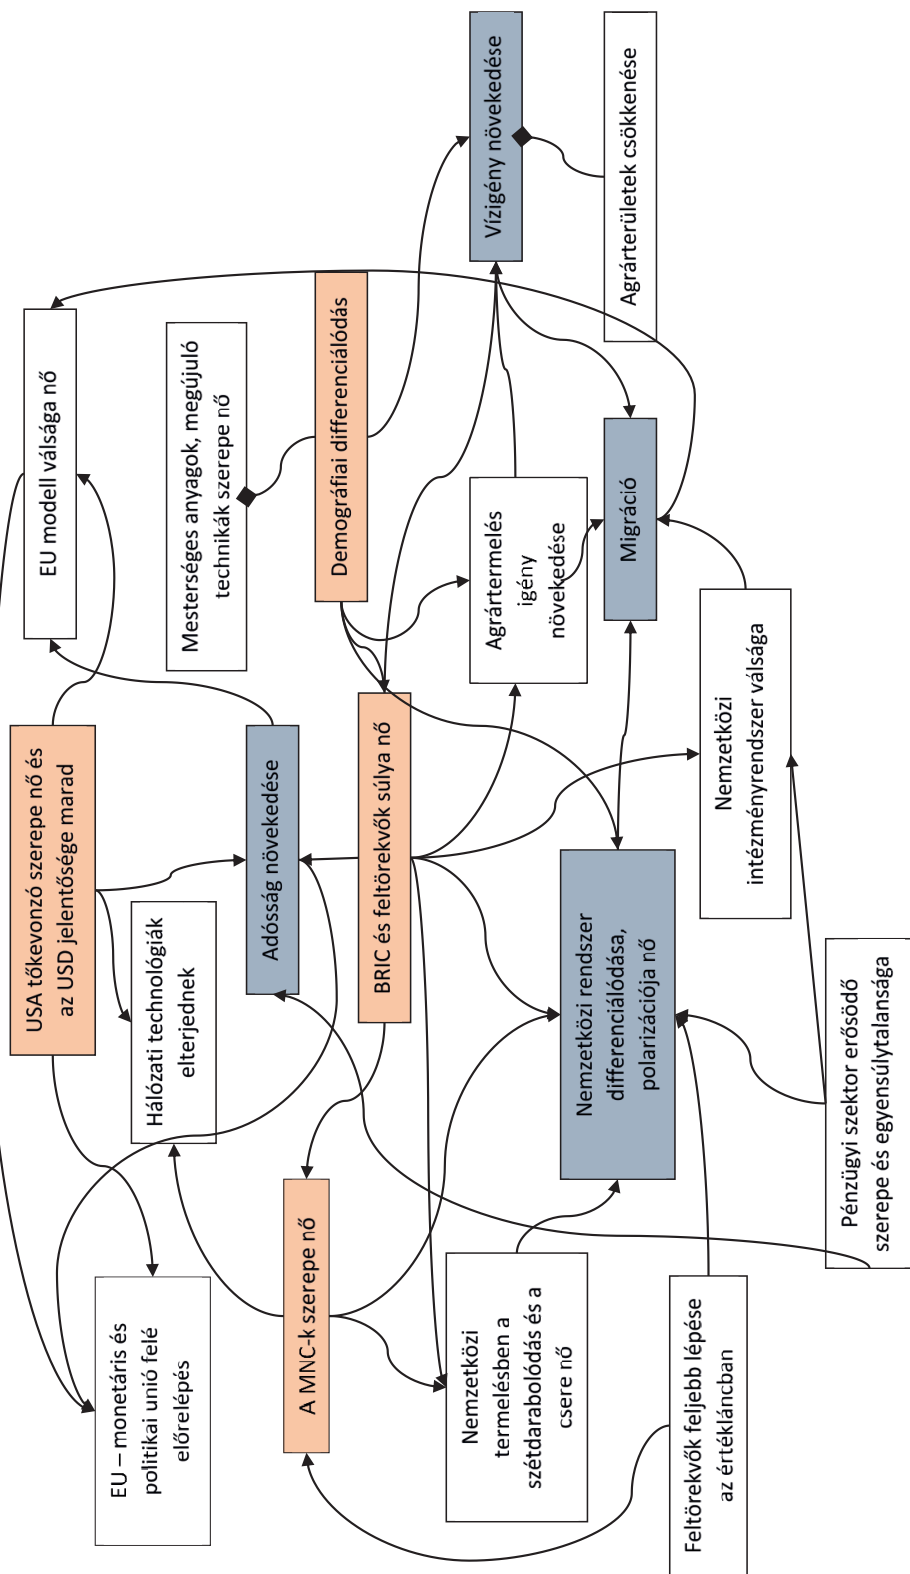 EU – monetáris és
politikai unió felé
előrelépés
USA tőkevonzó szerepe nő és
az USD jelentősége marad
EU modell válsága nő
Hálózati technológiák
elterjednek
Mesterséges anyagok, megújuló
technikák szerepe nő
Adósság növekedése
A MNC-k szerepe nő
BRIC és feltörekvők súlya nő
Demográfiai differenciálódás
Nemzetközi
termelésben a
szétdarabolódás és a
csere nő
Agrártermelés
igény
növekedése
Vízigény növekedése
Nemzetközi rendszer
differenciálódása,
polarizációja nő
Migráció
Agrárterületek csökkenése
Feltörekvők feljebb lépése
az értékláncban
Nemzetközi
intézményrendszer válsága
Pénzügyi szektor erősödő
szerepe és egyensúlytalansága